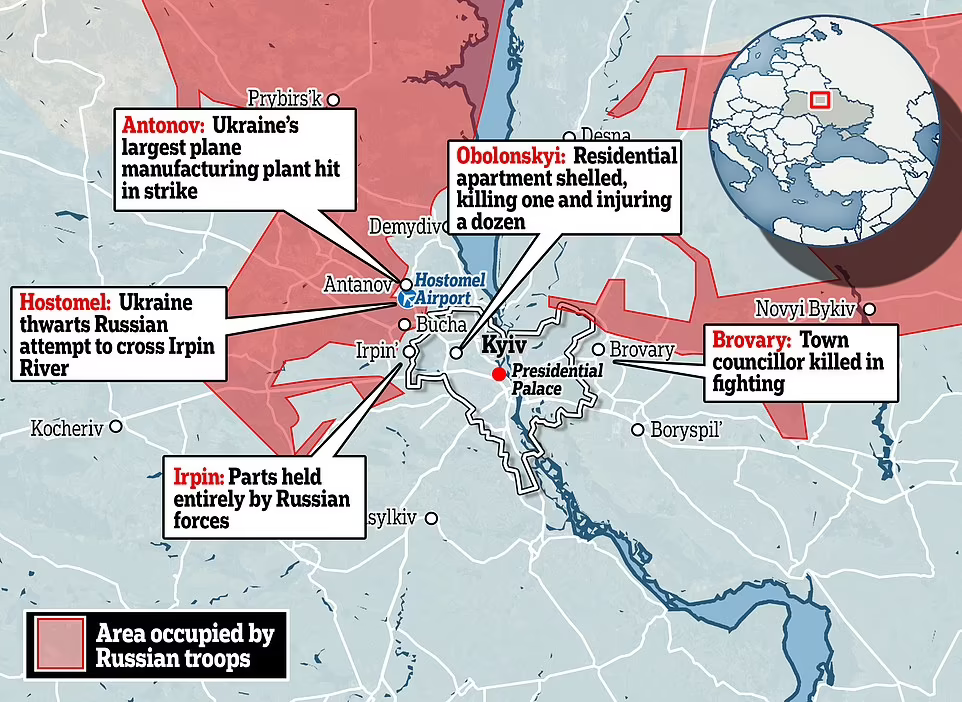 Prybirs'k
Antonov: Ukraine's
largest plane
manufacturing plant hit
in strike
Desna
Obolonskyi: Residential
apartment shelled,
killing one and injuring
a dozen
Demydiv
Antanov
Hostomel
Airport
Hostomel: Ukraine
thwarts Russian
attempt to cross Irpin
River
Novyi Bykiv
Bucha
Kyiv
Irpin'
Brovary
Brovary: Town
councillor killed in
fighting
Presidential
Palace
Kocheriv
Boryspil'
Irpin: Parts held
entirely by Russian
forces
sylkiv
Area occupied by
Russian troops